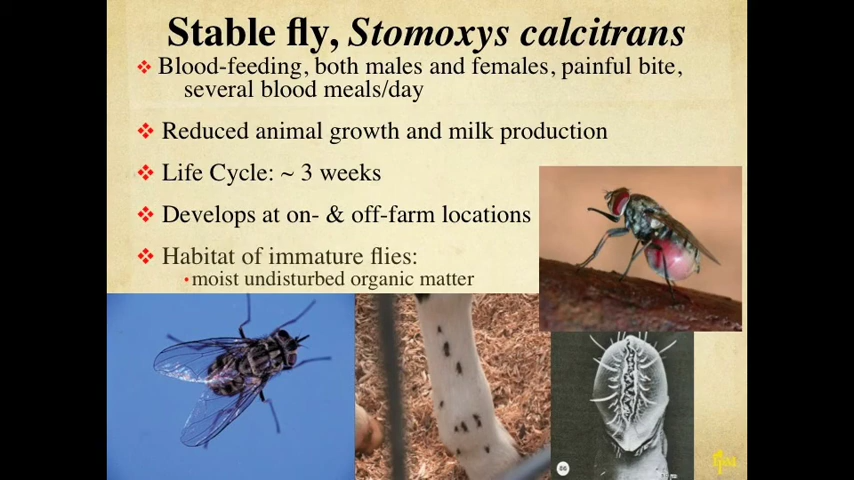 Stable fly, Stomoxys calcitrans
❖ Blood-feeding, both males and females, painful bite,
several blood meals/day
❖ Reduced animal growth and milk production
❖ Life Cycle: ~ 3 weeks
❖ Develops at on- & off-farm locations
❖ Habitat of immature flies:
•moist undisturbed organic matter